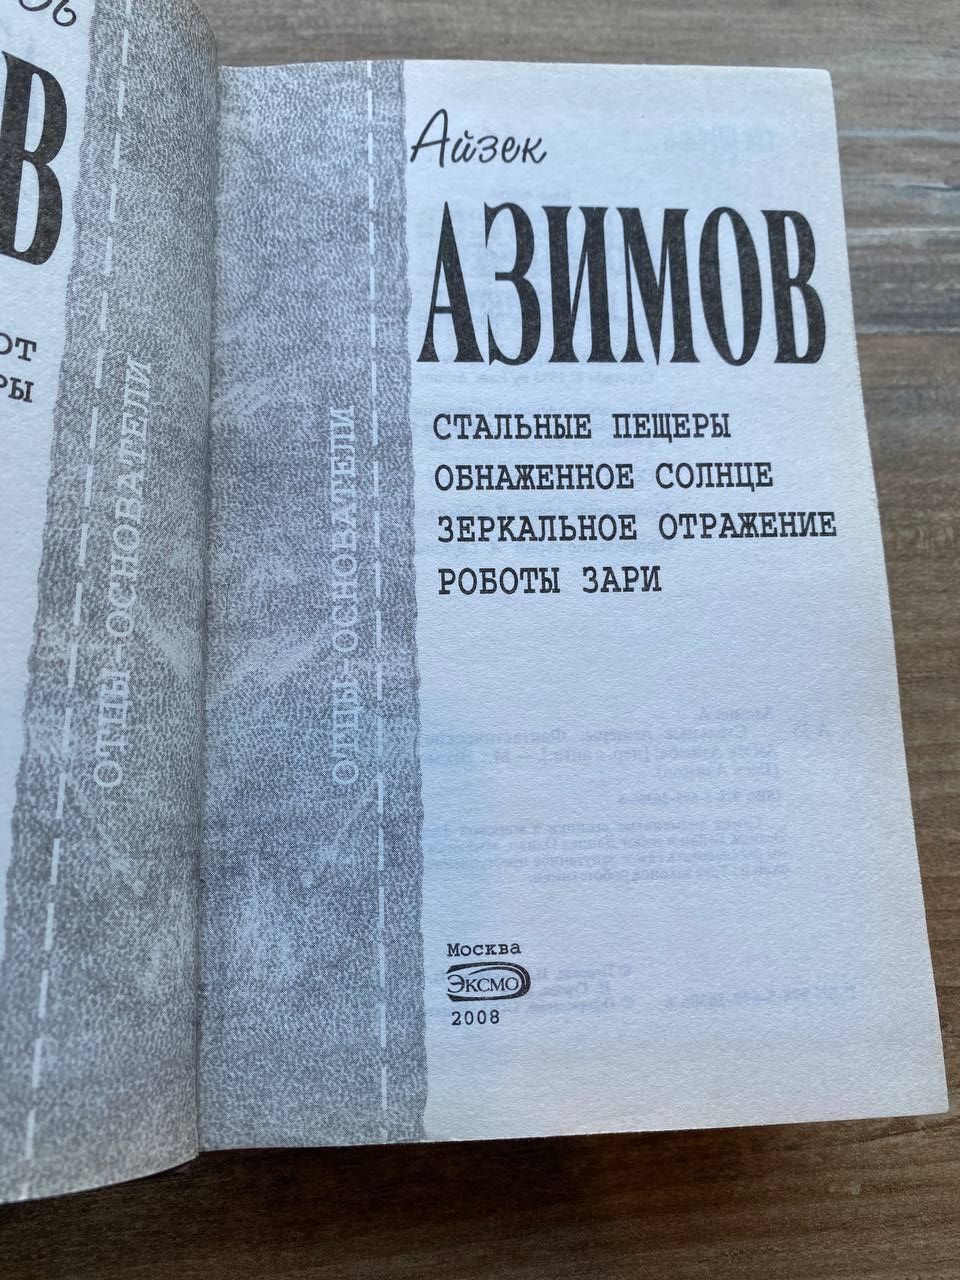 В
ОТЦЫ-ОСНОВАТЕЛИ
ОТЦЫ-ОСНОВАТЕЛИ
Айзек
АЗИМОВ
СТАЛЬНЫЕ ПЕЩЕРЫ
ОБНАЖЕННОЕ СОЛНЦЕ
ЗЕРКАЛЬНОЕ ОТРАЖЕНИЕ
РОБОТЫ ЗАРИ
Москва
ЭКСМО
2008